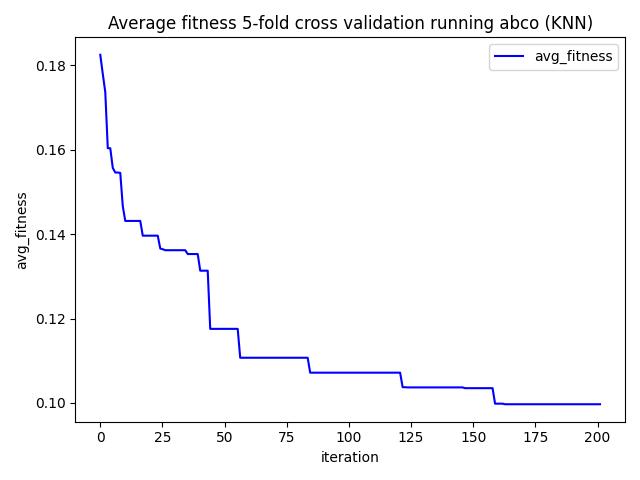 Average fitness 5-fold cross validation running abco (KNN)
avg_fitness
0.18
0.16
0.14
0.12
0.10
avg_fitness
0 25 50 75 100 125 150 175 200
iteration